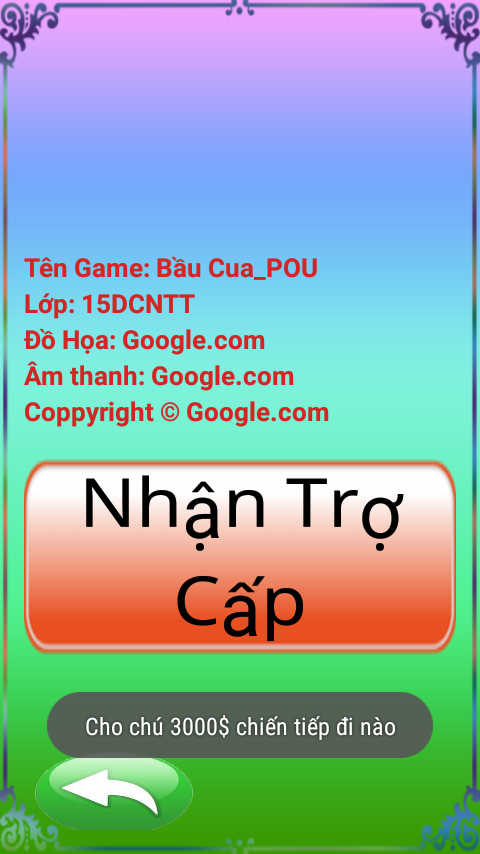 Tên Game: Bầu Cua_POU
Lớp: 15DCNTT
Đồ Họa: Google.com
Âm thanh: Google.com
Coppyright © Google.com
Nhận Trợ
Cấp
Cho chú 3000$ chiến tiếp đi nào